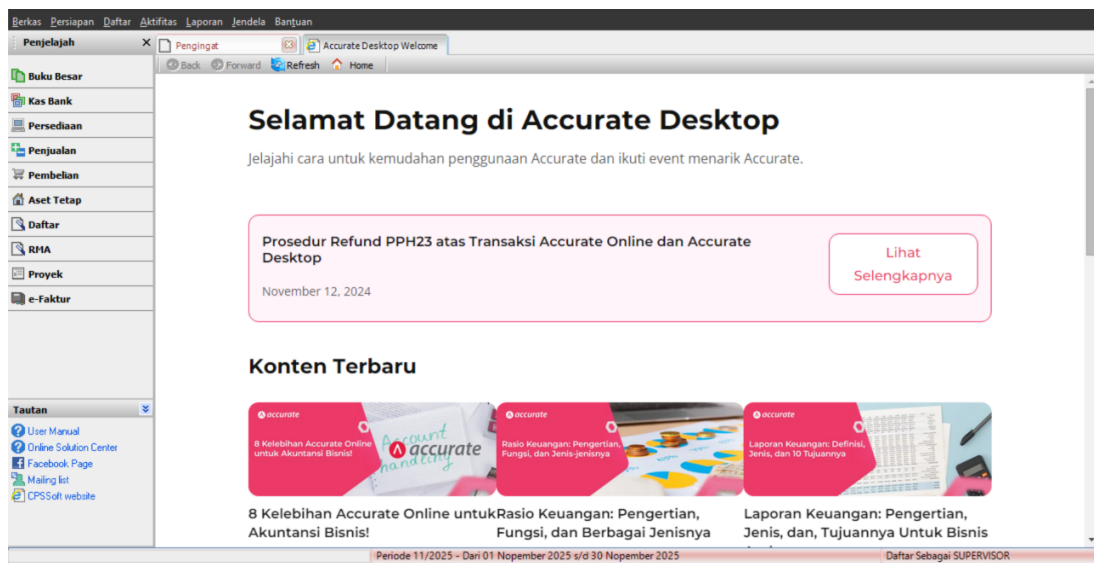 Berkas Persiapan Daftar Aktifitas Laporan Jendela Bantuan
Penjelajah
Pengingat
Accurate Desktop Welcome
Back Forward Refresh Home
Buku Besar
Kas Bank
Persediaan
Penjualan
Pembelian
Aset Tetap
Daftar
RMA
Proyek
e-Faktur
Tautan
User Manual
Online Solution Center
Facebook Page
Mailing list
CPSSoft website
Selamat Datang di Accurate Desktop
Jelajahi cara untuk kemudahan penggunaan Accurate dan ikuti event menarik Accurate.
Prosedur Refund PPH23 atas Transaksi Accurate Online dan Accurate
Desktop
November 12, 2024
Lihat
Selengkapnya
Konten Terbaru
accurate
8 Kelebihan Accurate Online
untuk Akuntansi Bisnis!
Account
accurate
handling
8 Kelebihan Accurate Online untuk
Akuntansi Bisnis!
accurate
Rasio Keuangan: Pengertian,
Fungsi, dan Jenis-jenisnya
Rasio Keuangan: Pengertian,
Fungsi, dan Berbagai Jenisnya
accurate
Laporan Keuangan: Definisi,
Jenis, dan 10 Tujuannya
Laporan Keuangan: Pengertian,
Jenis, dan, Tujuannya Untuk Bisnis
Periode 11/2025 - Dari 01 Nopember 2025 s/d 30 Nopember 2025
Daftar Sebagai SUPERVISOR